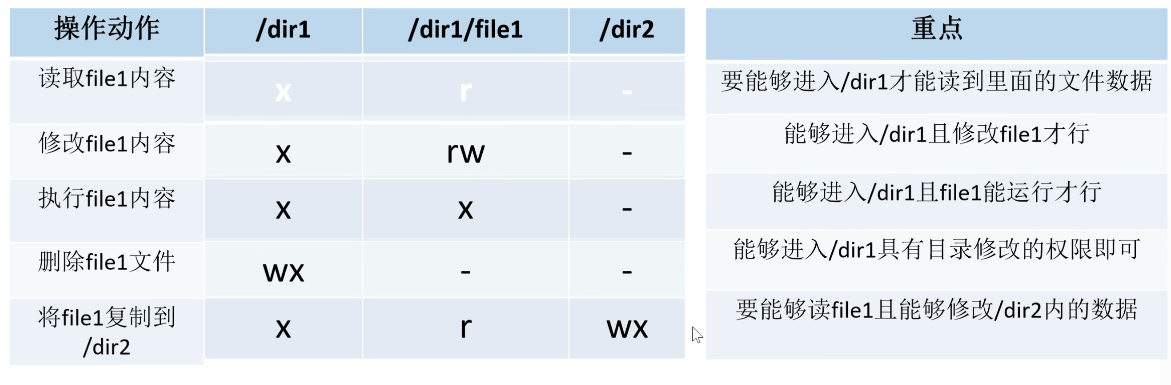 操作动作 /dir1 /dir1/file1 /dir2 重点
读取file1内容 x r - 要能够进入/dir1才能读到里面的文件数据
修改file1内容 x rw - 能够进入/dir1且修改file1才行
执行file1内容 x x - 能够进入/dir1且file1能运行才行
删除file1文件 wx - - 能够进入/dir1具有目录修改的权限即可
将file1复制到
/dir2 x r wx 要能够读file1且能够修改/dir2内的数据